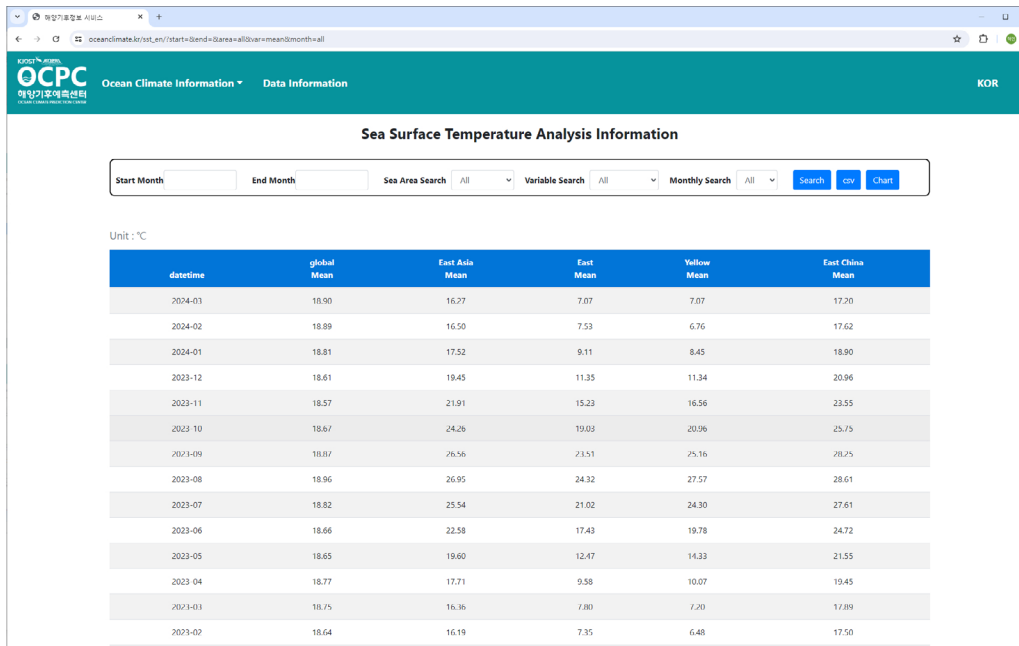 해양기후정보 서비스
oceanclimate.kr/sst_en//start=&end=&area=all&var=mean&month=all
KIOST
OCPC
해양기후예측센터
OCEAN CLIMATE PREDICTION CENTER
Ocean Climate Information Data Information KOR
Sea Surface Temperature Analysis Information
Start Month End Month Sea Area Search All Variable Search All Monthly Search All Search csv Chart
Unit : ℃
global East Asia East Yellow East China
datetime Mean Mean Mean Mean Mean
2024-03 18.90 16.27 7.07 7.07 17.20
2024-02 18.89 16.50 7.53 6.76 17.62
2024-01 18.81 17.52 9.11 8.45 18.90
2023-12 18.61 19.45 11.35 11.34 20.96
2023-11 18.57 21.91 15.23 16.56 23.55
2023-10 18.67 24.26 19.03 20.96 25.75
2023-09 18.87 26.56 23.51 25.16 28.25
2023-08 18.96 26.95 24.32 27.57 28.61
2023-07 18.82 25.54 21.02 24.30 27.61
2023-06 18.66 22.58 17.43 19.78 24.72
2023-05 18.65 19.60 12.47 14.33 21.55
2023-04 18.77 17.71 9.58 10.07 19.45
2023-03 18.75 16.36 7.80 7.20 17.89
2023-02 18.64 16.19 7.35 6.48 17.50